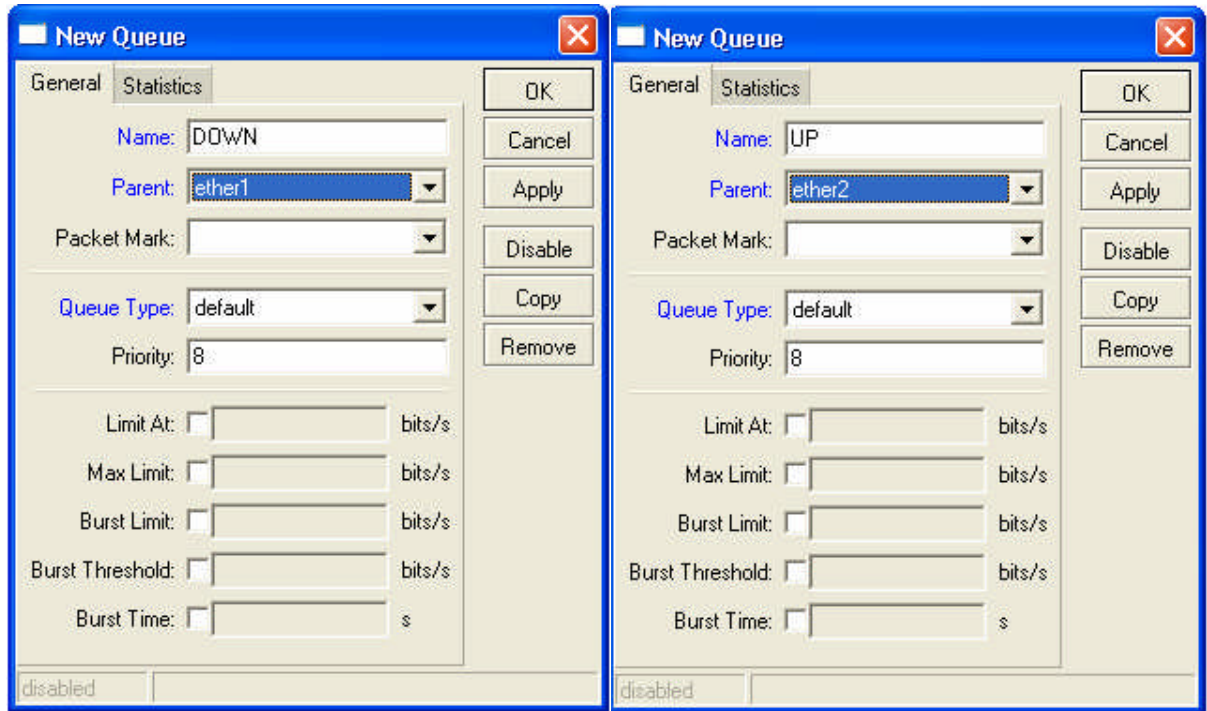 New Queue
General Statistics
OK
Name: DOWN
Cancel
Parent: ether1
Apply
Packet Mark:
Disable
Queue Type: default
Copy
Priority: 8
Remove
Limit At: bits/s
Max Limit: bits/s
Burst Limit: bits/s
Burst Threshold: bits/s
Burst Time: s
disabled
New Queue
General Statistics
OK
Name: UP
Cancel
Parent: ether2
Apply
Packet Mark:
Disable
Queue Type: default
Copy
Priority: 8
Remove
Limit At: bits/s
Max Limit: bits/s
Burst Limit: bits/s
Burst Threshold: bits/s
Burst Time: s
disabled